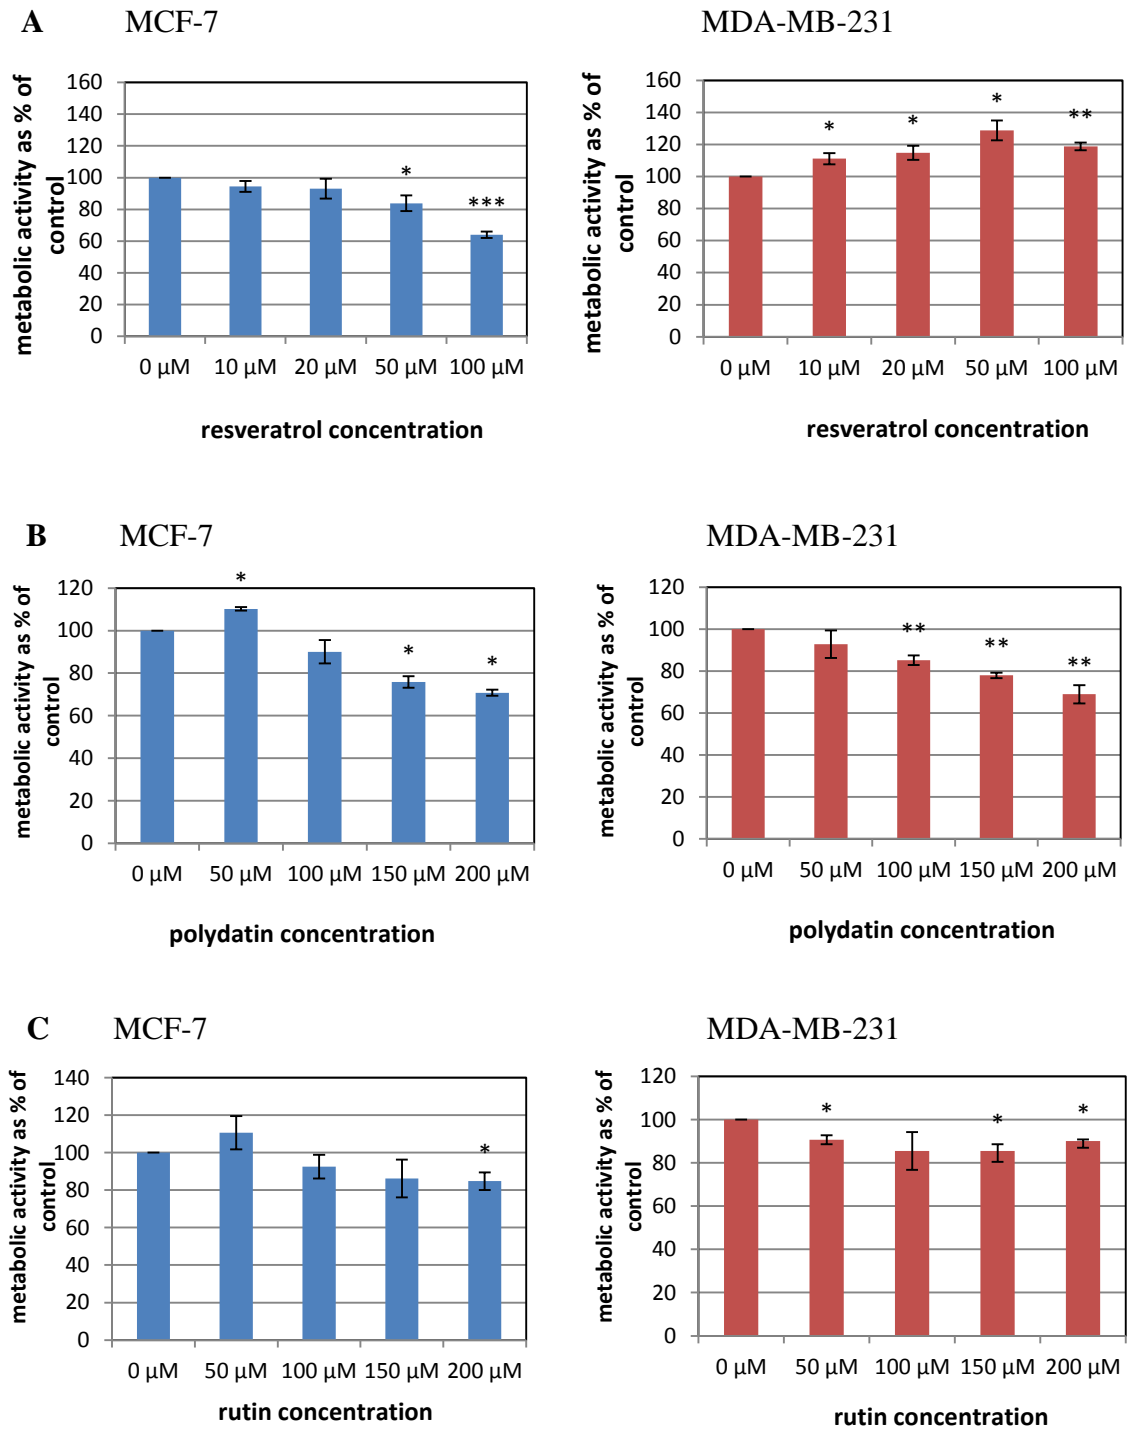 A MCF-7 MDA-MB-231
metabolic activity as % of
control
160
140
120
100
80
60
40
20
0
* ***
0 µM 10 µM 20 µM 50 µM 100 µM
resveratrol concentration
metabolic activity as % of
control
160
140
120
100
80
60
40
20
0
* * * **
0 µM 10 µM 20 µM 50 µM 100 µM
resveratrol concentration
B MCF-7 MDA-MB-231
metabolic activity as % of
control
120
100
80
60
40
20
0
* * *
0 µM 50 µM 100 µM 150 µM 200 µM
polydatin concentration
metabolic activity as % of
control
120
100
80
60
40
20
0
** ** **
0 µM 50 µM 100 µM 150 µM 200 µM
polydatin concentration
C MCF-7 MDA-MB-231
metabolic activity as % of
control
140
120
100
80
60
40
20
0
*
0 µM 50 µM 100 µM 150 µM 200 µM
rutin concentration
metabolic activity as % of
control
120
100
80
60
40
20
0
* * *
0 µM 50 µM 100 µM 150 µM 200 µM
rutin concentration